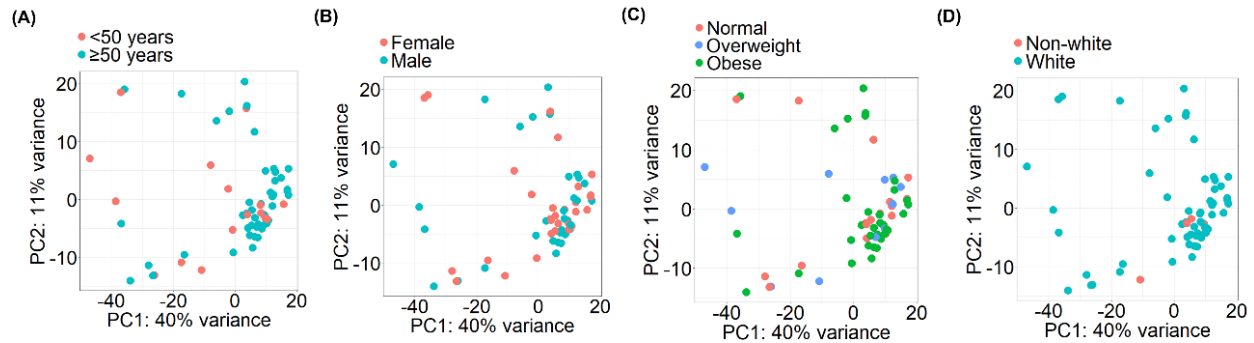 (A)
<50 years
≥50 years
20
10
0
-10
-40
-20
0
20
PC2: 11% variance
PC1: 40% variance
(B)
Female
Male
20
10
0
-10
-40
-20
0
20
PC2: 11% variance
PC1: 40% variance
(C)
Normal
Overweight
Obese
20
10
0
-10
-40
-20
0
20
PC2: 11% variance
PC1: 40% variance
(D)
Non-white
White
20
10
0
-10
-40
-20
0
20
PC2: 11% variance
PC1: 40% variance